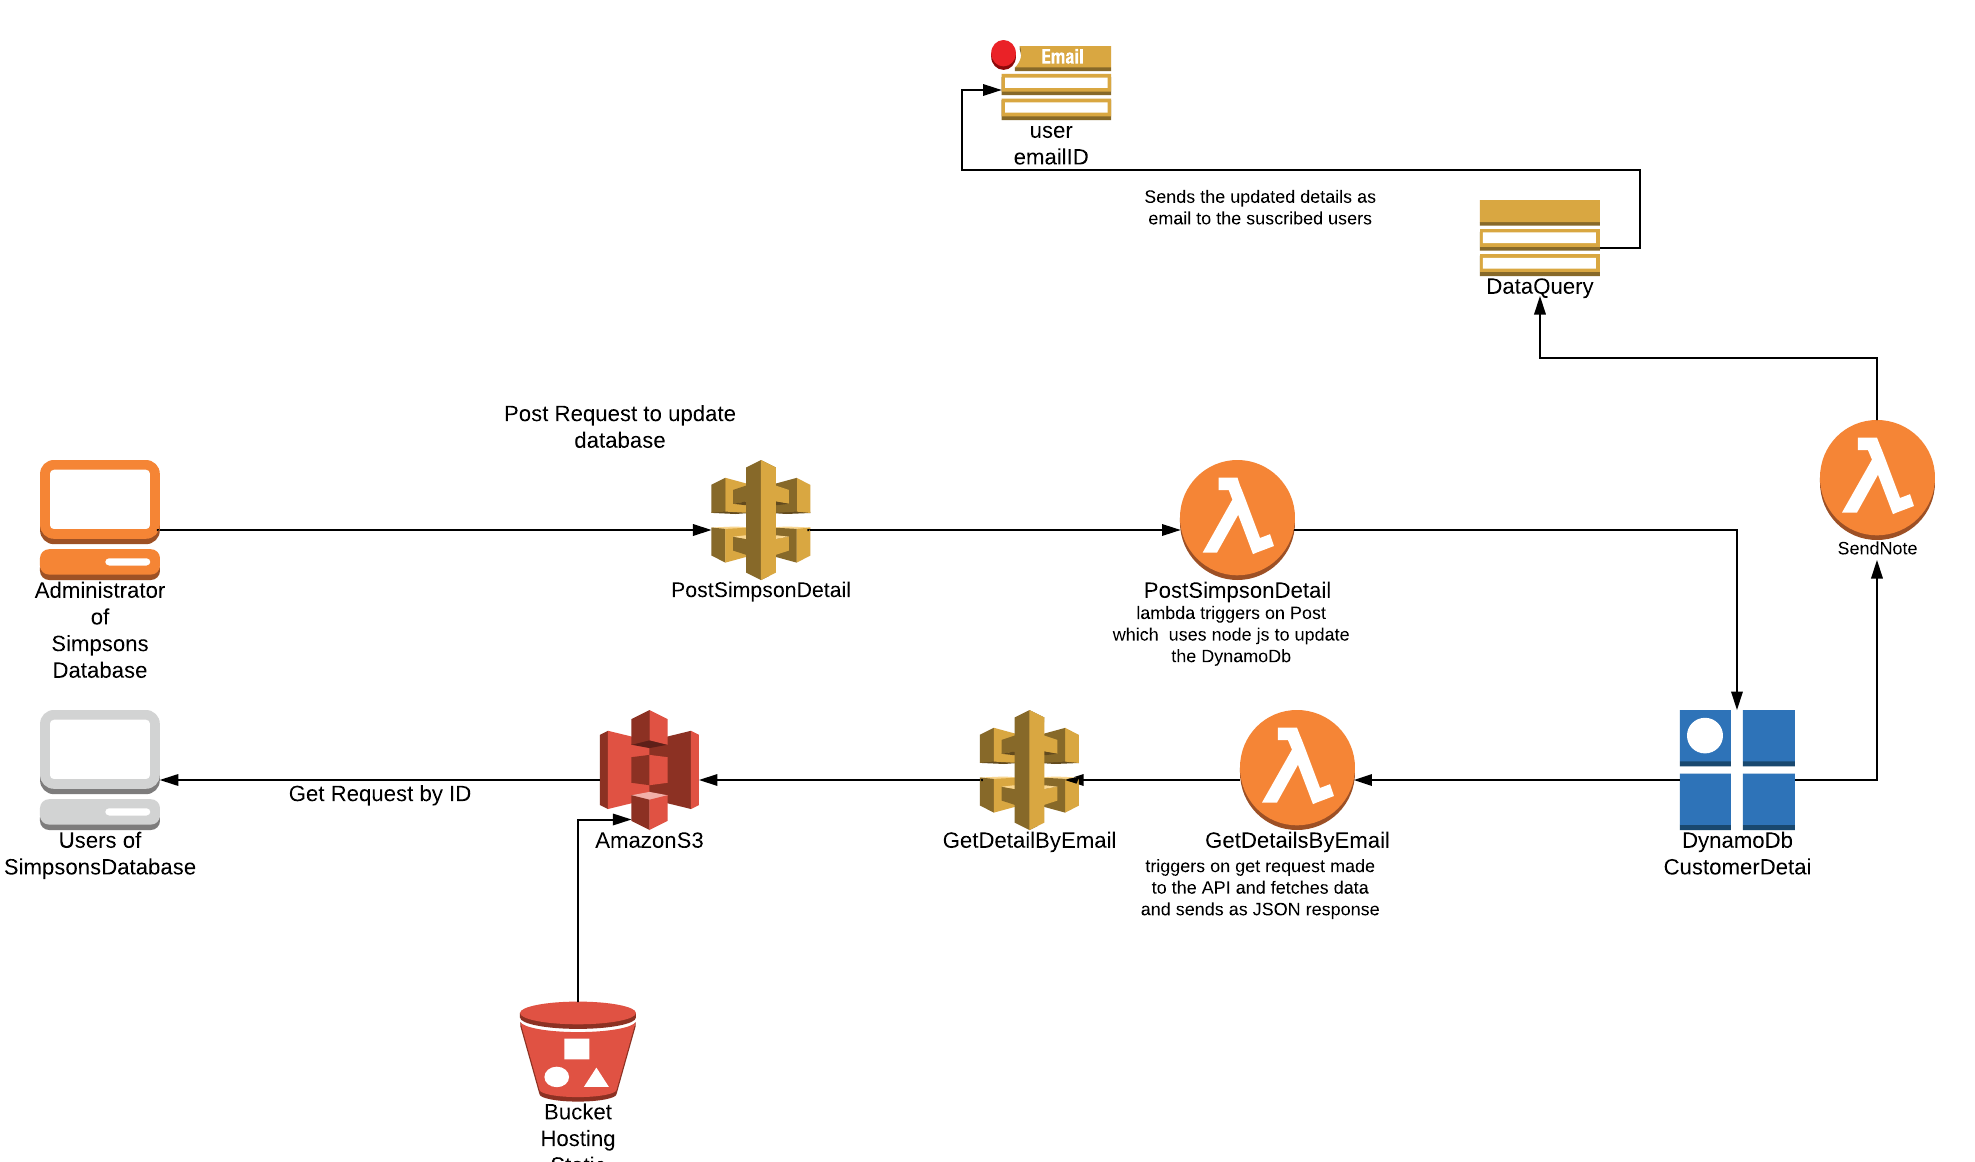 Email
user
emailID
Sends the updated details as
email to the suscribed users
DataQuery
Post Request to update
database
SendNote
Administrator
of
Simpsons
Database
PostSimpsonDetail
PostSimpsonDetail
lambda triggers on Post
which uses node js to update
the DynamoDb
Get Request by ID
Users of
SimpsonsDatabase
AmazonS3
GetDetailByEmail
GetDetailsByEmail
triggers on get request made
to the API and fetches data
and sends as JSON response
DynamoDb
CustomerDetai
Bucket
Hosting
Static